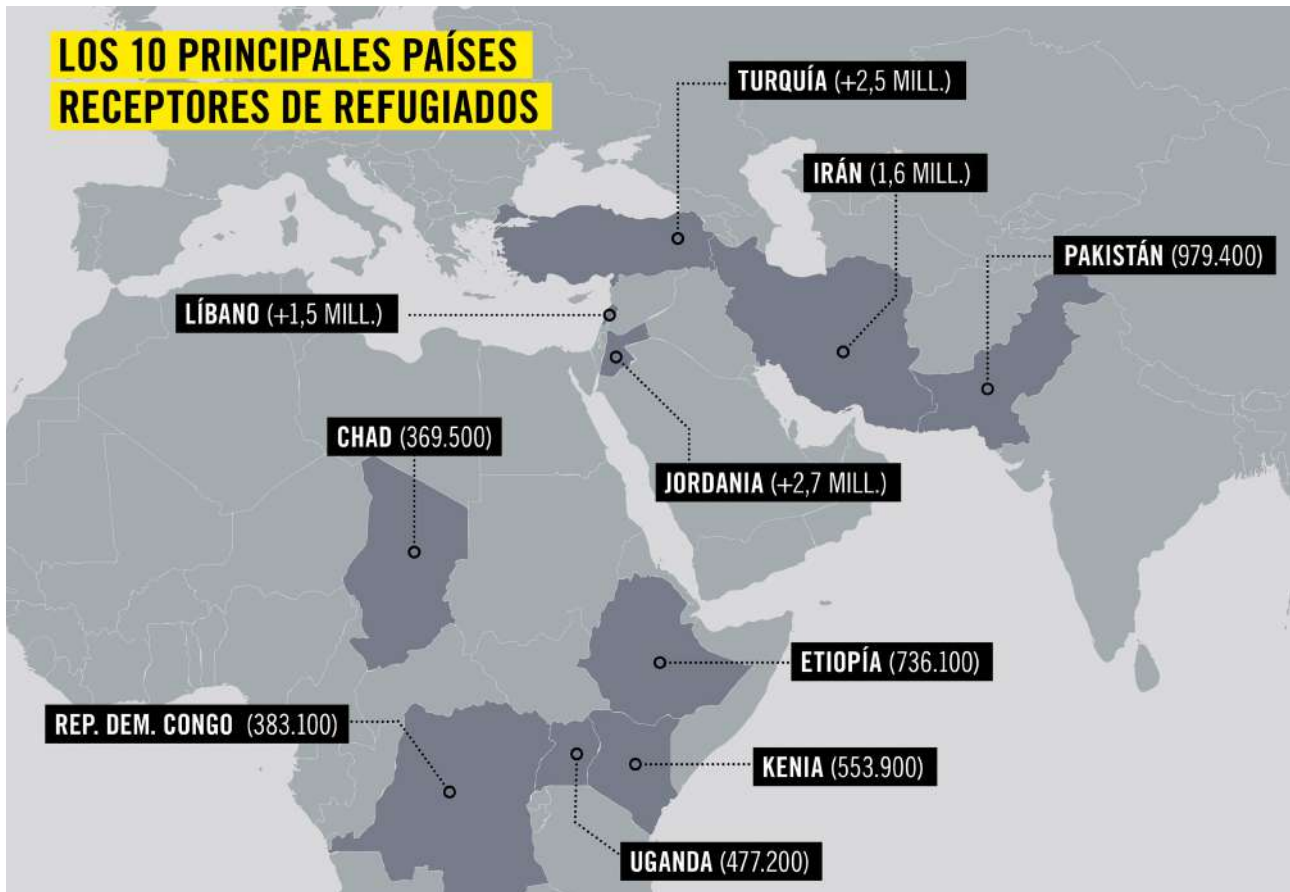 LOS 10 PRINCIPALES PAÍSES
RECEPTORES DE REFUGIADOS
TURQUÍA (+2,5 MILL.)
IRÁN (1,6 MILL.)
PAKISTÁN (979.400)
LÍBANO (+1,5 MILL.)
CHAD (369.500)
JORDANIA (+2,7 MILL.)
ETIOPÍA (736.100)
REP. DEM. CONGO (383.100)
KENIA (553.900)
UGANDA (477.200)